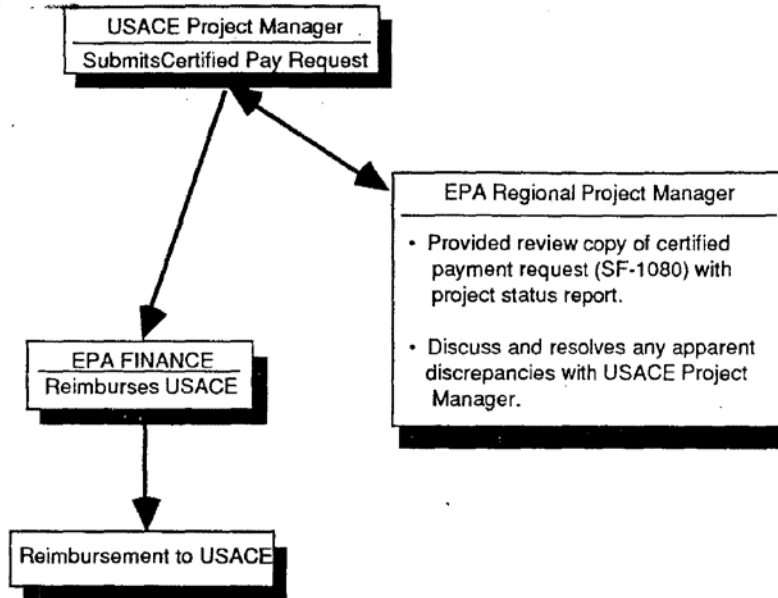 USACE Project Manager
SubmitsCertified Pay Request
EPA Regional Project Manager
• Provided review copy of certified
payment request (SF-1080) with
project status report.
• Discuss and resolves any apparent
discrepancies with USACE Project
Manager.
EPA FINANCE
Reimburses USACE
Reimbursement to USACE